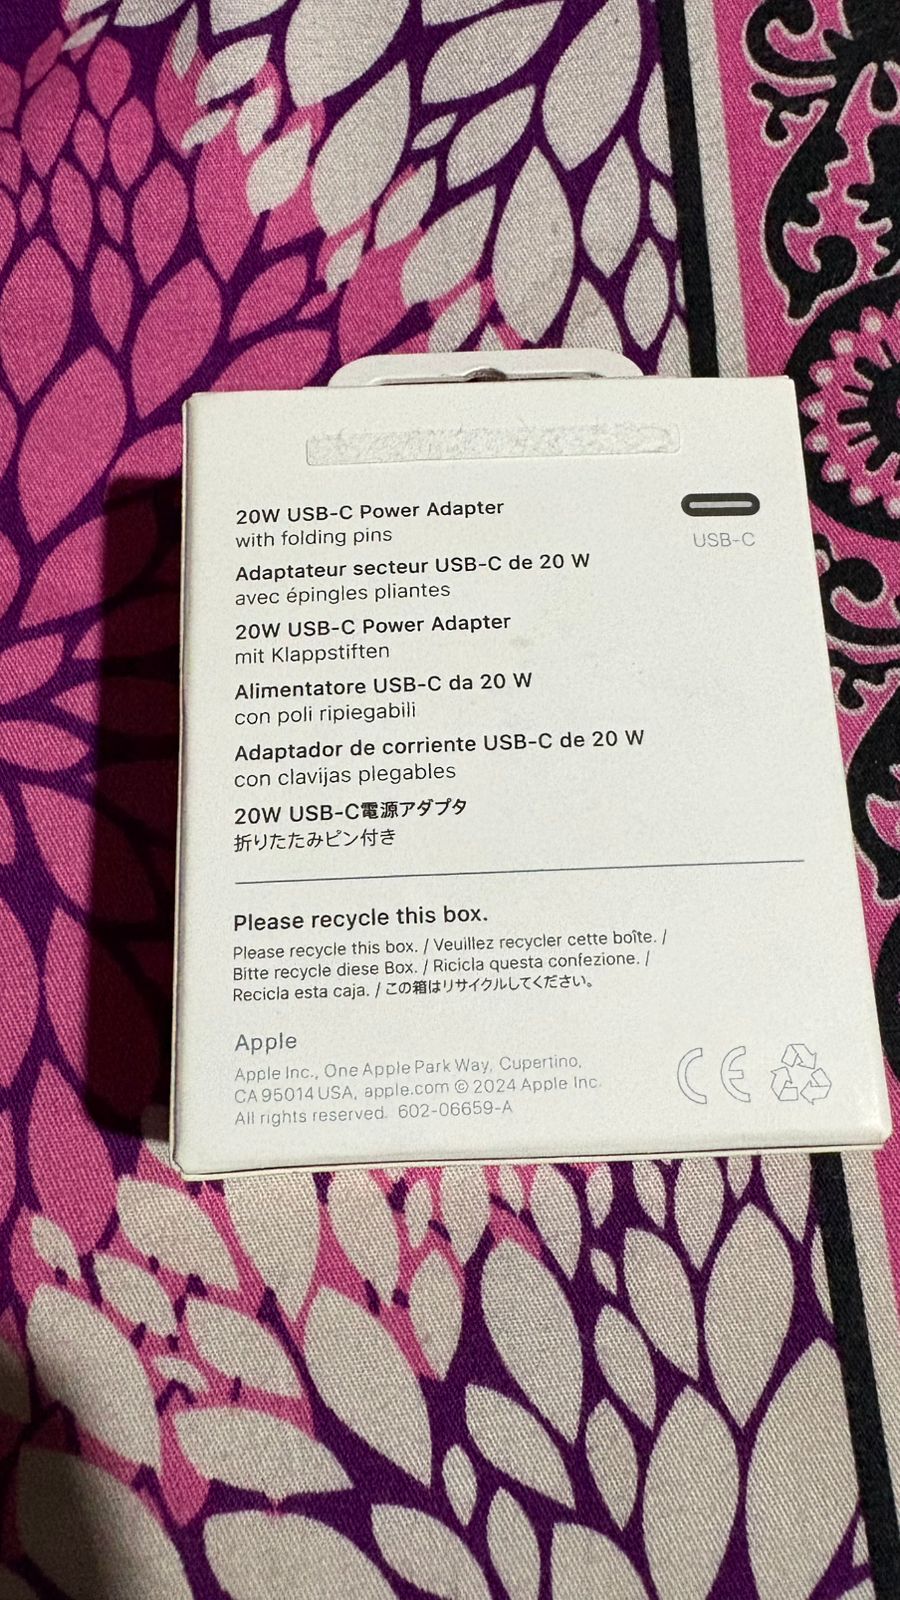 20W USB-C Power Adapter
with folding pins
USB-C
Adaptateur secteur USB-C de 20 W
avec épingles pliantes
20W USB-C Power Adapter
mit Klappstiften
Alimentatore USB-C da 20 W
con poli ripiegabili
Adaptador de corriente USB-C de 20 W
con clavijas plegables
20W USB-C電源アダプタ
折りたたみピン付き
Please recycle this box.
Please recycle this box. / Veuillez recycler cette boîte. /
Bitte recycle diese Box. / Ricicla questa confezione. /
Recicla esta caja. / この箱はリサイクルしてください。
Apple
Apple Inc., One Apple Park Way, Cupertino,
CA 95014 USA, apple.com © 2024 Apple Inc.
All rights reserved. 602-06659-A
CE